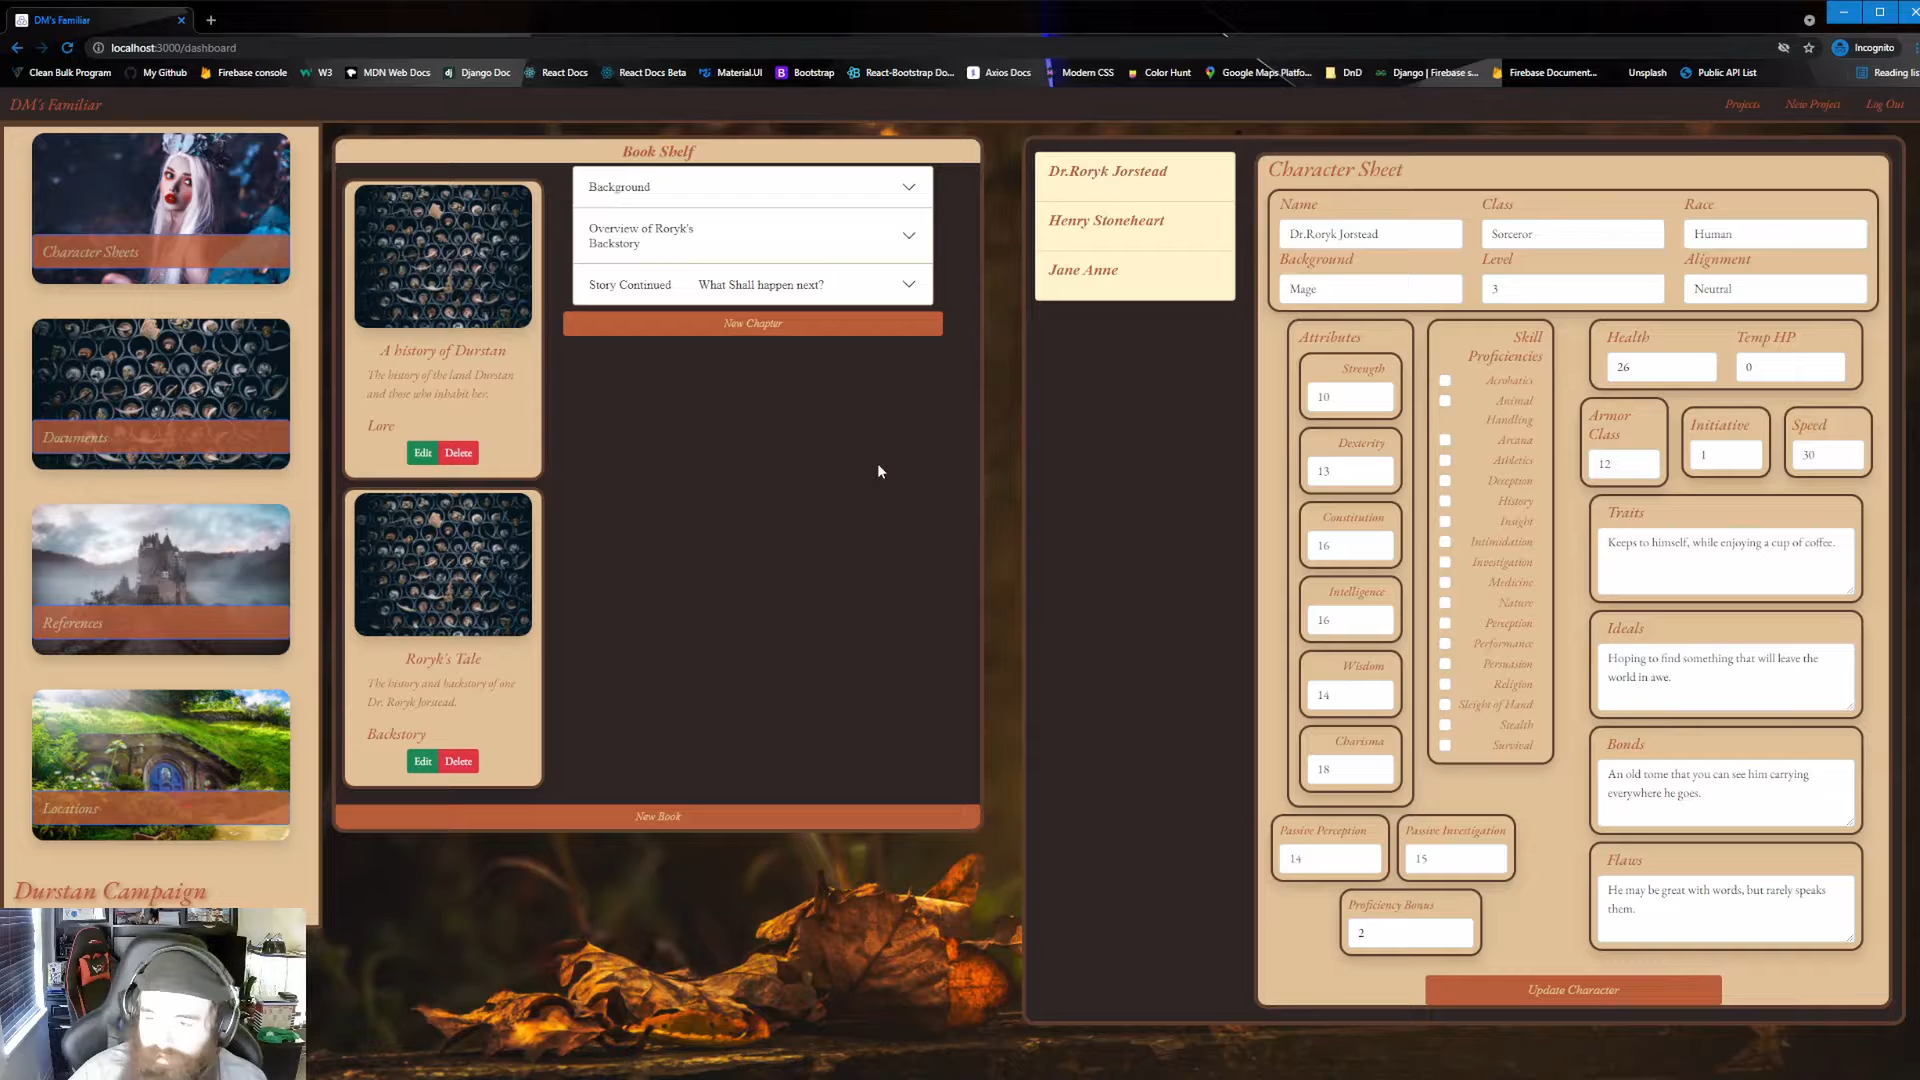 DM's Familiar
localhost:3000/dashboard
Incognito
Clean Bulk Program
My Github
Firebase console
W3
MDN Web Docs
Django Doc
React Docs
React Docs Beta
Material.UI
Bootstrap
React-Bootstrap Do...
Axios Docs
Modern CSS
Color Hunt
Google Maps Platfo...
DnD
Django | Firebase s...
Firebase Document...
Unsplash
Public API List
Reading lis
DM's Familiar
Projects
New Project
Log Out
Character Sheets
Documents
References
Locations
Durstan Campaign
Book Shelf
A history of Durstan
The history of the land Durstan
and those who inhabit her.
Lore
Edit
Delete
Roryk's Tale
The history and backstory of one
Dr. Roryk Jorstead.
Backstory
Edit
Delete
Background
Overview of Roryk's
Backstory
Story Continued
What Shall happen next?
New Chapter
New Book
Dr.Roryk Jorstead
Henry Stoneheart
Jane Anne
Character Sheet
Name
Class
Race
Dr.Roryk Jorstead
Sorceror
Human
Background
Level
Alignment
Mage
3
Neutral
Attributes
Strength
10
Dexterity
13
Constitution
16
Intelligence
16
Wisdom
14
Charisma
18
Skill
Proficiencies
Acrobatics
Animal
Handling
Arcana
Athletics
Deception
History
Insight
Intimidation
Investigation
Medicine
Nature
Perception
Performance
Persuasion
Religion
Sleight of Hand
Stealth
Survival
Health
Temp HP
26
0
Armor
Class
12
Initiative
1
Speed
30
Traits
Keeps to himself, while enjoying a cup of coffee.
Ideals
Hoping to find something that will leave the
world in awe.
Bonds
An old tome that you can see him carrying
everywhere he goes.
Flaws
He may be great with words, but rarely speaks
them.
Passive Perception
14
Passive Investigation
15
Proficiency Bonus
2
Update Character